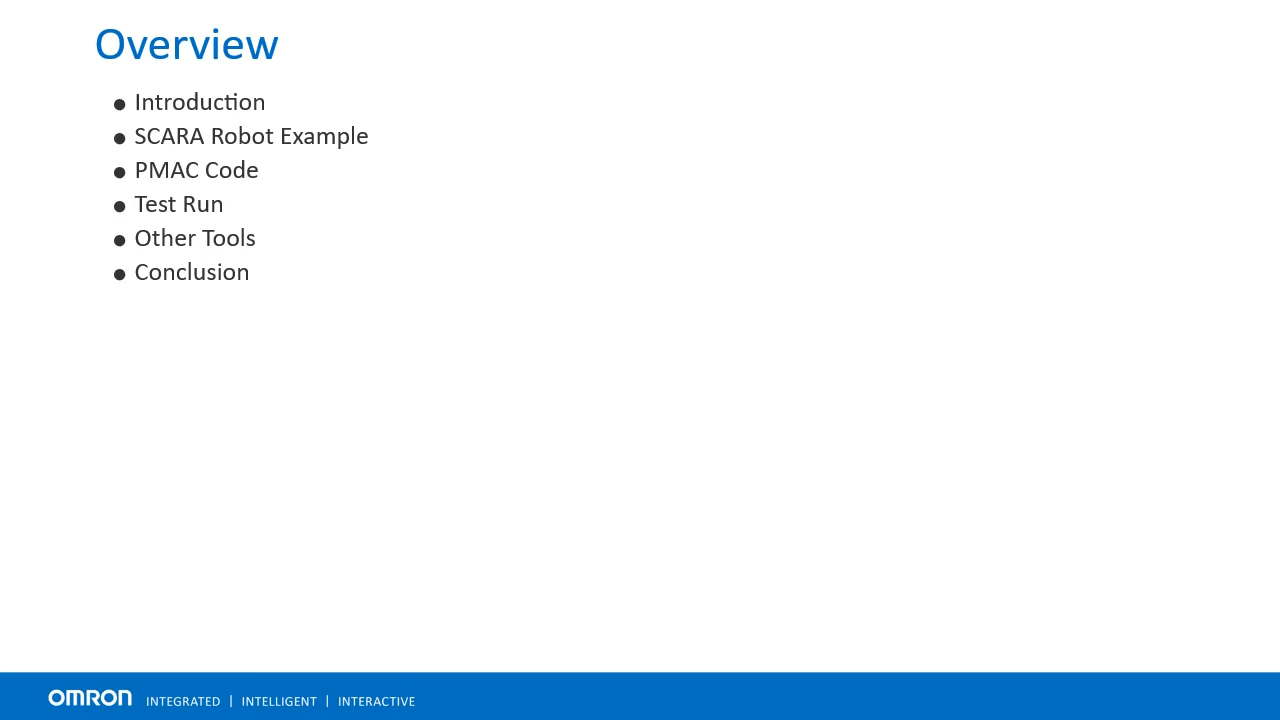 Overview
● Introduction
● SCARA Robot Example
● PMAC Code
● Test Run
● Other Tools
● Conclusion
OMRON INTEGRATED | INTELLIGENT | INTERACTIVE